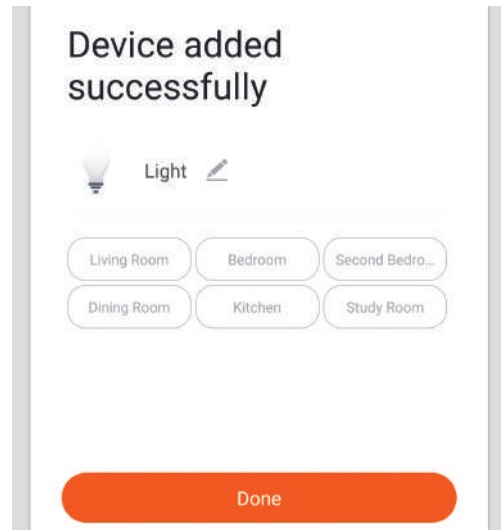 Device added
successfully
Light
Living Room Bedroom Second Bedro...
Dining Room Kitchen Study Room
Done